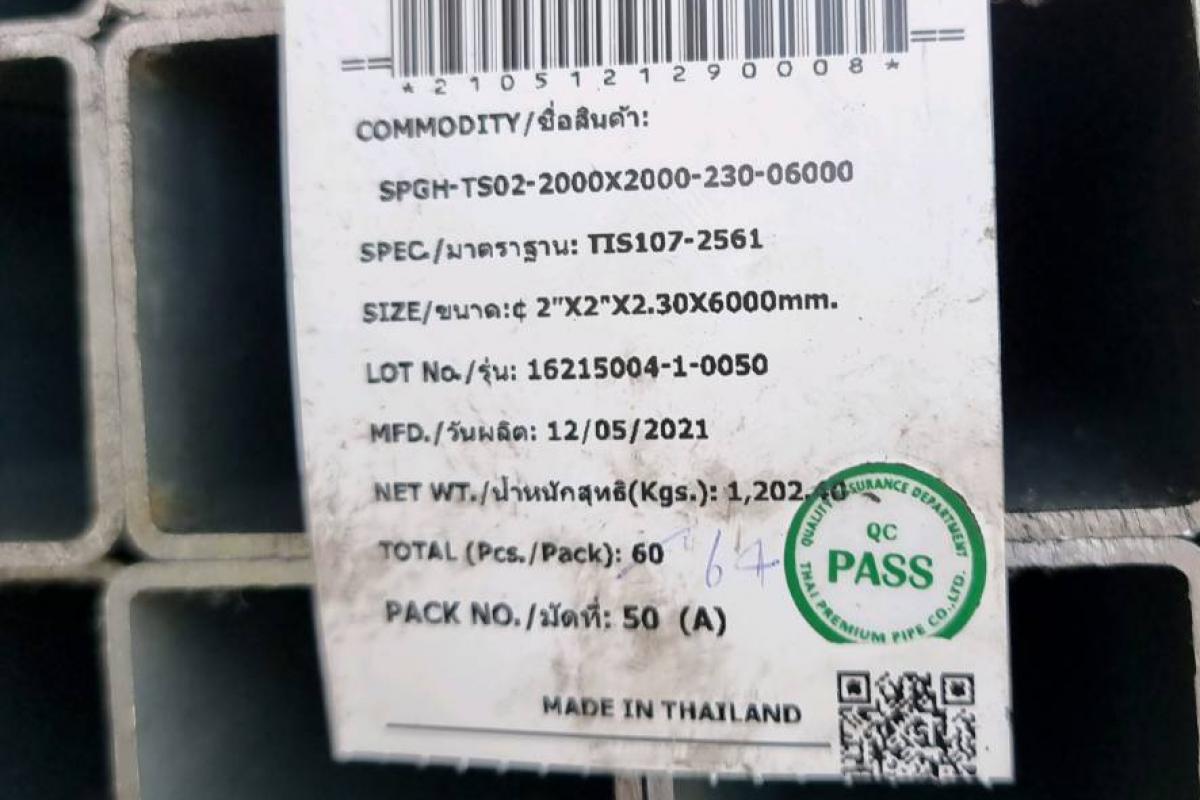 *2105121290008*
COMMODITY/ชื่อสินค้า:
SPGH-TS02-2000X2000-230-06000
SPEC./มาตราฐาน: TIS107-2561
SIZE/ขนาด:¢ 2"X2"X2.30X6000mm.
LOT No./รุ่น: 16215004-1-0050
MFD./วันผลิต: 12/05/2021
NET WT./น้ำหนักสุทธิ(Kgs.): 1,202.40
TOTAL (Pcs./Pack): 60 64
PACK NO./มัดที่: 50 (A)
QUALITY ASSURANCE DEPARTMENT
QC
PASS
THAI PREMIUM PIPE CO.,LTD.
MADE IN THAILAND